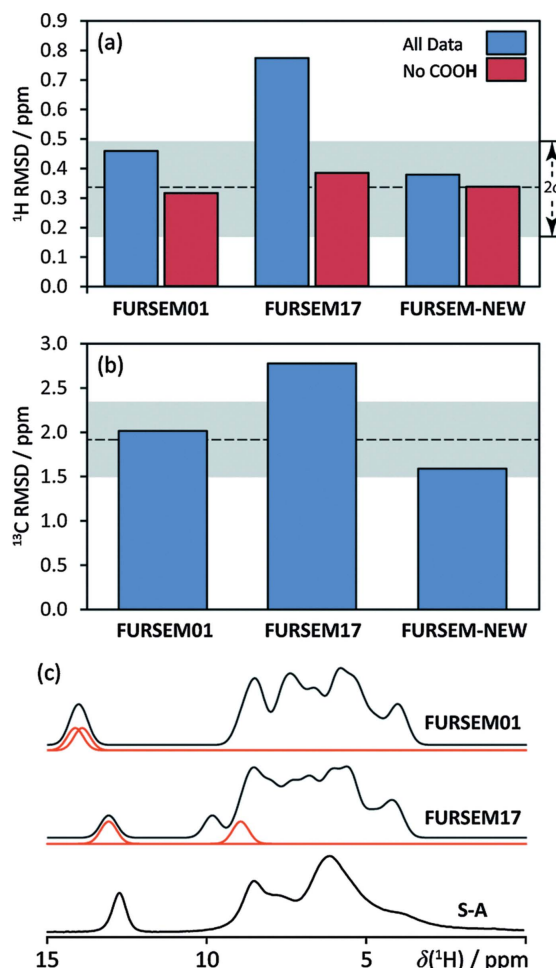 (a)
All Data
No COOH
¹H RMSD / ppm
0.9
0.8
0.7
0.6
0.5
0.4
0.3
0.2
0.1
0.0
FURSEM01 FURSEM17 FURSEM-NEW
(b)
¹³C RMSD / ppm
3.0
2.5
2.0
1.5
1.0
0.5
0.0
FURSEM01 FURSEM17 FURSEM-NEW
(c)
FURSEM01
FURSEM17
S-A
15 10 5
δ(¹H) / ppm